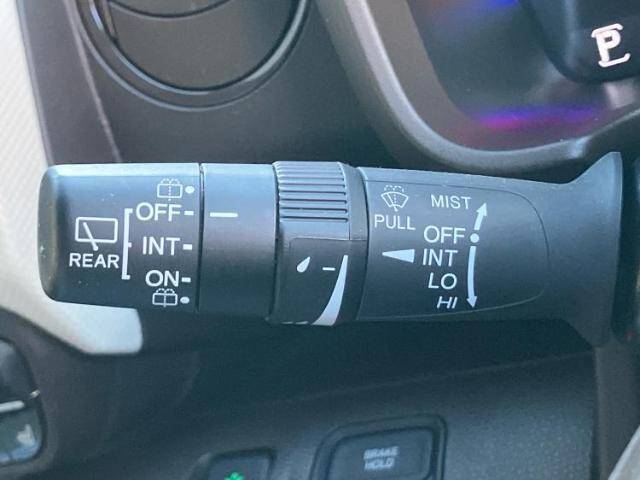 P
OFF
INT
REAR
ON
PULL
MIST
OFF
INT
LO
HI
BRAKE
HOLD